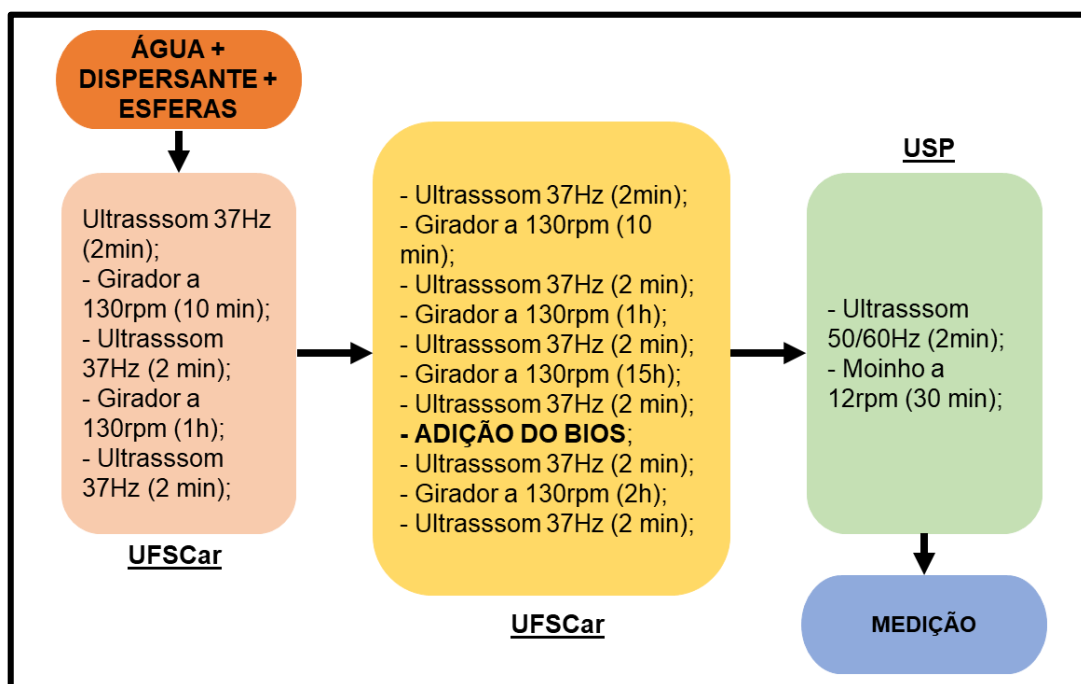 ÁGUA +
DISPERSANTE +
ESFERAS
Ultrasssom 37Hz
(2min);
- Girador a
130rpm (10 min);
- Ultrasssom
37Hz (2 min);
- Girador a
130rpm (1h);
- Ultrasssom
37Hz (2 min);
UFSCar
- Ultrasssom 37Hz (2min);
- Girador a 130rpm (10
min);
- Ultrasssom 37Hz (2 min);
- Girador a 130rpm (1h);
- Ultrasssom 37Hz (2 min);
- Girador a 130rpm (15h);
- Ultrasssom 37Hz (2 min);
- ADIÇÃO DO BIOS;
- Ultrasssom 37Hz (2 min);
- Girador a 130rpm (2h);
- Ultrasssom 37Hz (2 min);
UFSCar
USP
- Ultrasssom
50/60Hz (2min);
- Moinho a
12rpm (30 min);
MEDIÇÃO